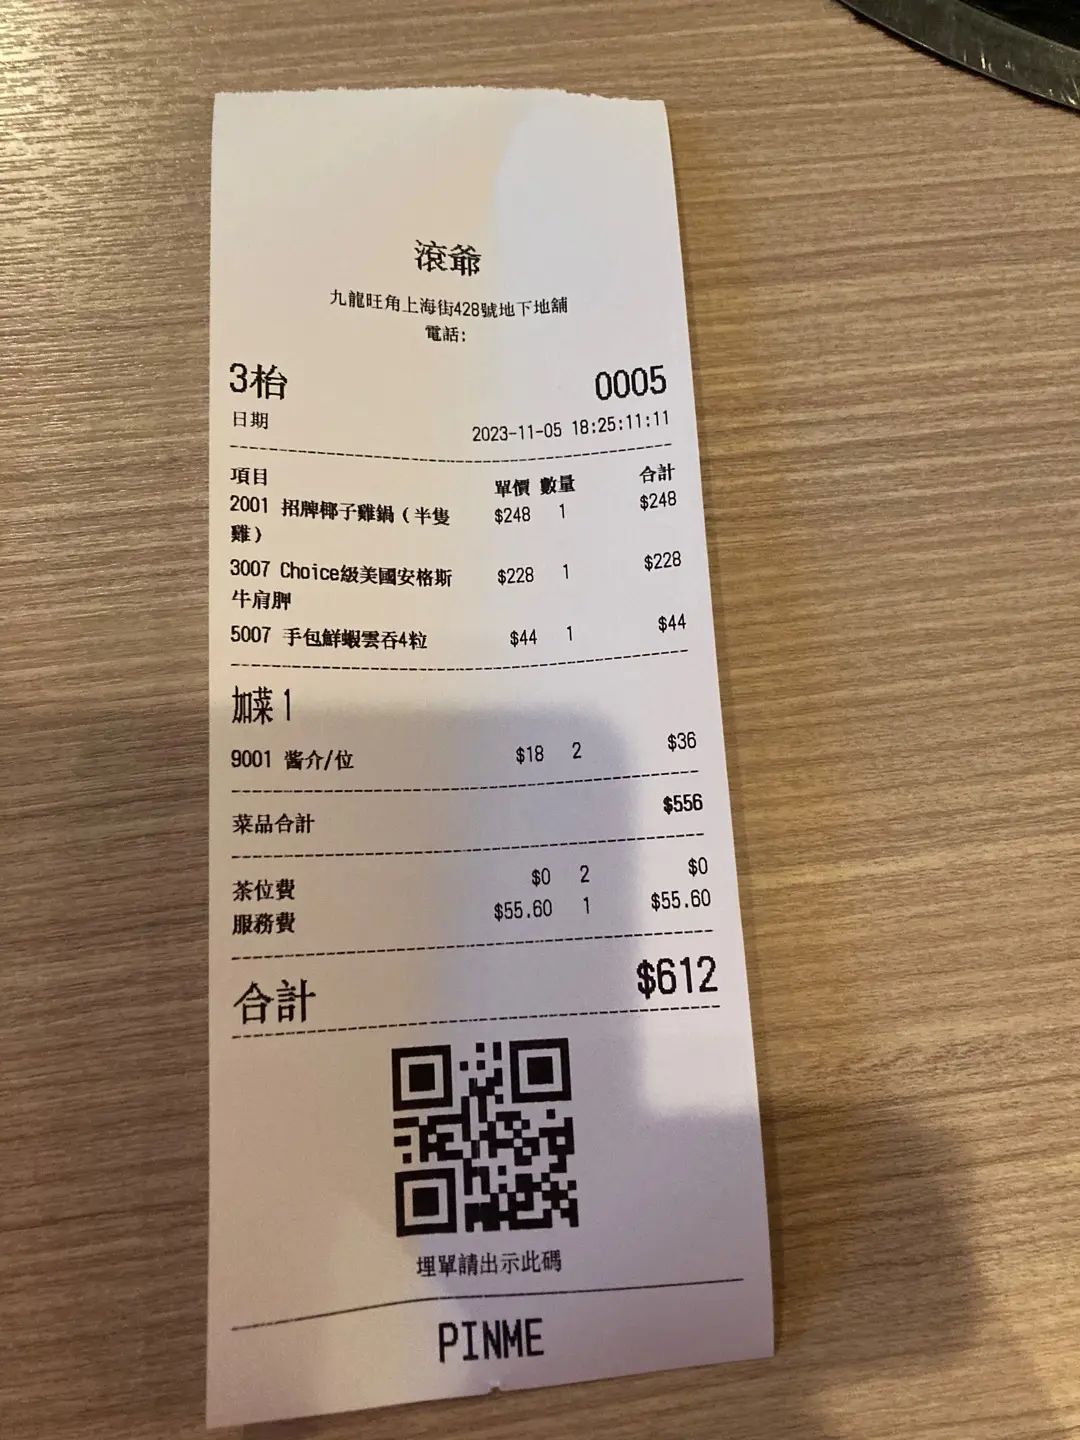 滾爺
九龍旺角上海街428號地下地舖
電話:
3枱 0005
日期 2023-11-05 18:25:11:11
項目 單價 數量 合計
2001 招牌椰子雞鍋(半隻 $248 1 $248
雞)
3007 Choice級美國安格斯 $228 1 $228
牛肩胛
5007 手包鮮蝦雲吞4粒 $44 1 $44
加菜 1
9001 酱介/位 $18 2 $36
菜品合計 $556
茶位費 $0 2 $0
服務費 $55.60 1 $55.60
合計 $612
埋單請出示此碼
PINME